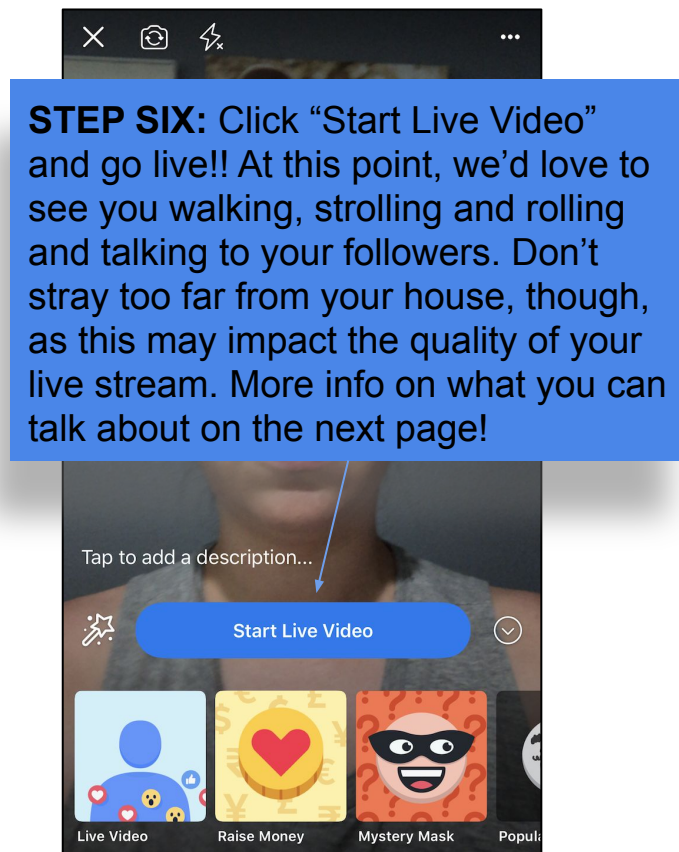 STEP SIX: Click “Start Live Video”
and go live!! At this point, we’d love to
see you walking, strolling and rolling
and talking to your followers. Don’t
stray too far from your house, though,
as this may impact the quality of your
live stream. More info on what you can
talk about on the next page!
Tap to add a description...
Start Live Video
Live Video
Raise Money
Mystery Mask
Popula